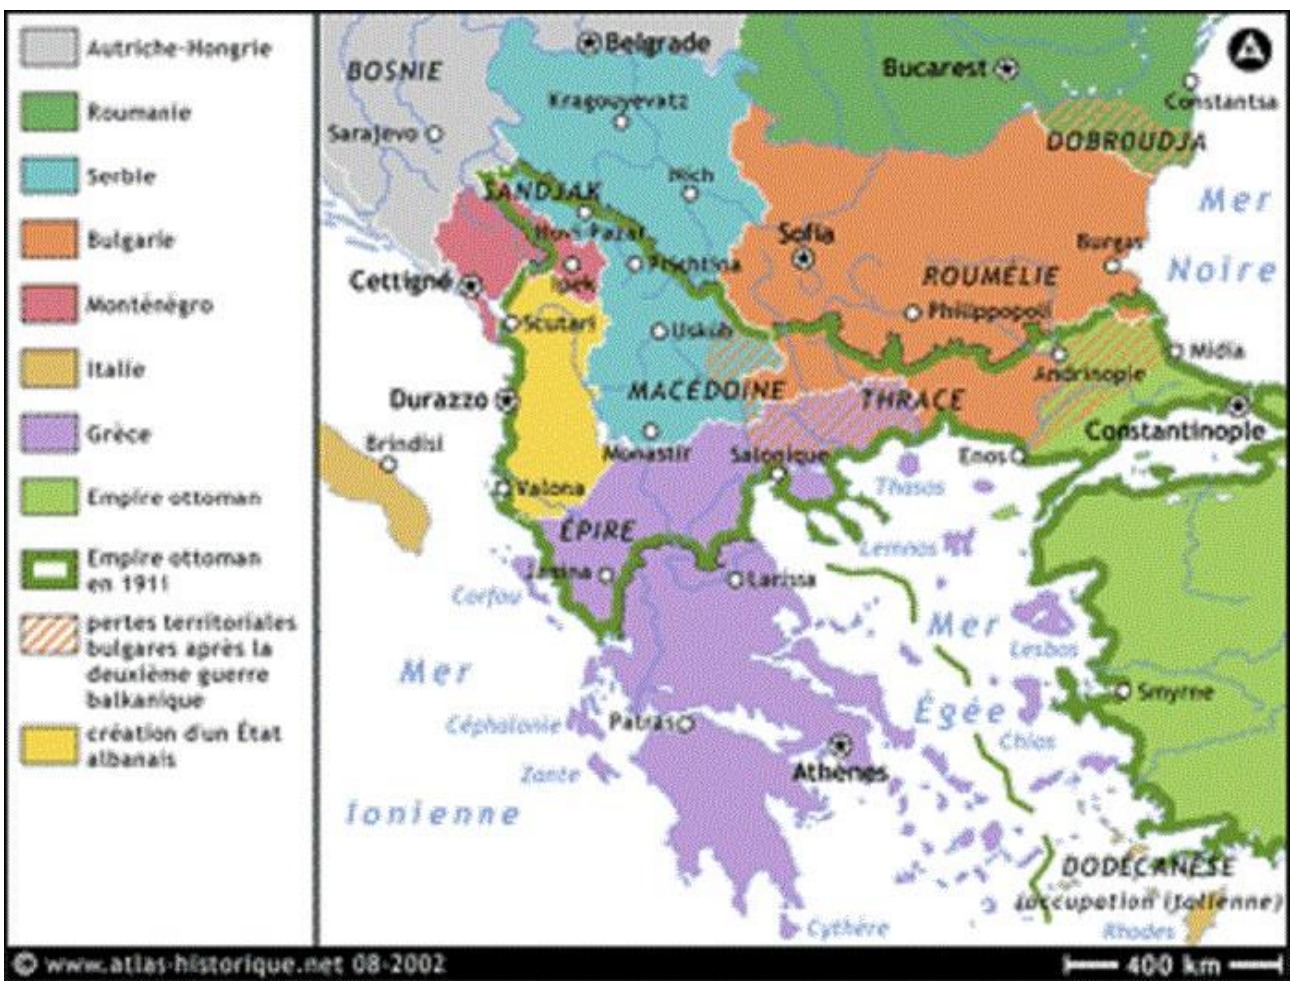 Autriche-Hongrie
Roumanie
Serbie
Bulgarie
Monténégro
Italie
Grèce
Empire ottoman
Empire ottoman
en 1911
pertes territoriales
bulgares après la
deuxième guerre
balkanique
création d'un État
albanais
Belgrade
BOSNIE
Bucarest
Kragouyevatz
Constantsa
Sarajevo
DOBROUDJA
Nich
SANDJAK
Mer
Noire
Novi-Pazar
Sofia
Burgas
Prichtina
ROUMÉLIE
Cettigné
Ipek
Philippopoli
Scutari
Uskub
Midia
Andrinople
MACÉDOINE
THRACE
Durazzo
Constantinople
Brindisi
Monastir
Salonique
Enos
Valona
Thasos
ÉPIRE
Lemnos
Janina
Larissa
Corfou
Mer
Égée
Lesbos
Mer
Ionienne
Smyrne
Céphalonie
Patras
Chios
Zante
Athènes
DODÉCANÈSE
(occupation italienne)
Cythère
Rhodes
© www.atlas-historique.net 08-2002
400 km